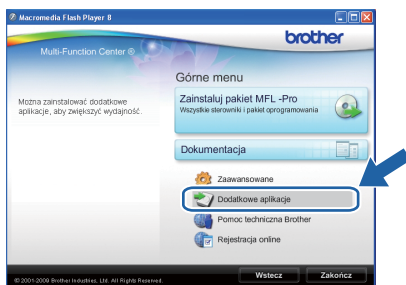 Macromedia Flash Player 8
brother
Multi-Function Center ®
Górne menu
Można zainstalować dodatkowe
aplikacje, aby zwiększyć wydajność.
Zainstaluj pakiet MFL -Pro
Wszystkie sterowniki i pakiet oprogramowania
Dokumentacja
Zaawansowane
Dodatkowe aplikacje
Pomoc techniczna Brother
Rejestracja online
© 2001-2009 Brother Industries, Ltd. All Rights Reserved.
Wstecz
Zakończ